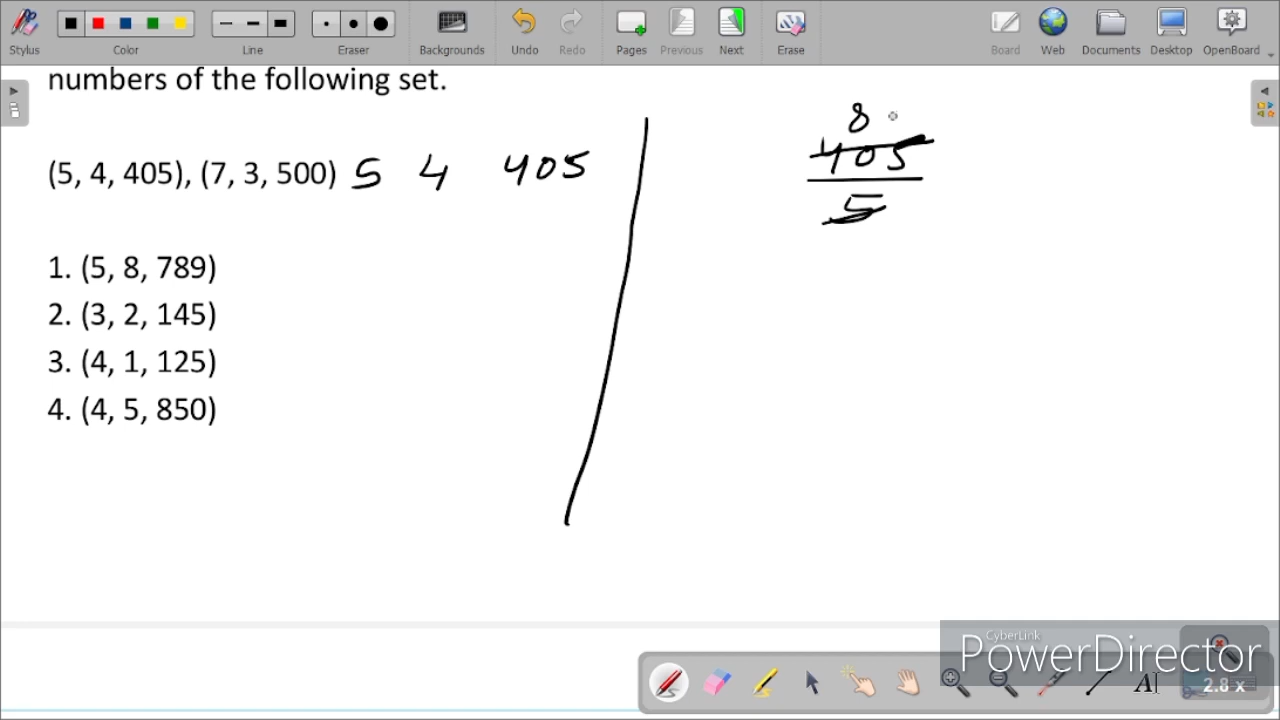 Stylus Color Line Eraser Backgrounds Undo Redo Pages Previous Next Erase Board Web Documents Desktop OpenBoard
numbers of the following set.
8
405
5
(5, 4, 405), (7, 3, 500) 5 4 405
1. (5, 8, 789)
2. (3, 2, 145)
3. (4, 1, 125)
4. (4, 5, 850)
CyberLink
PowerDirector
A
2.8 x